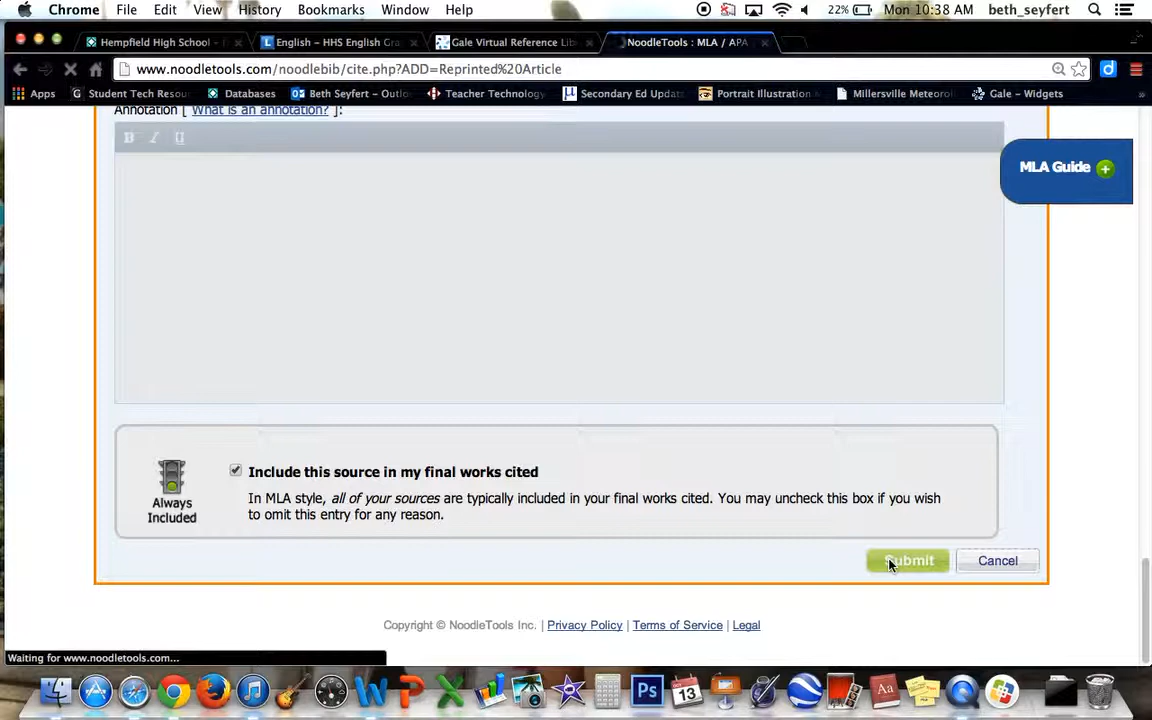 Chrome File Edit View History Bookmarks Window Help 22% Mon 10:38 AM beth_seyfert
Hempfield High School - English – HHS English Gra Gale Virtual Reference Lib NoodleTools : MLA / APA
www.noodletools.com/noodlebib/cite.php?ADD=Reprinted%20Article
Apps Student Tech Resou Databases Beth Seyfert – Outlo Teacher Technology Secondary Ed Updat Portrait Illustration Millersville Meteorol Gale – Widgets »
Annotation [ What is an annotation? ]:
B I U
MLA Guide
Include this source in my final works cited
Always
Included
In MLA style, all of your sources are typically included in your final works cited. You may uncheck this box if you wish
to omit this entry for any reason.
Submit Cancel
Copyright © NoodleTools Inc. | Privacy Policy | Terms of Service | Legal
Waiting for www.noodletools.com...
W P X Ps OCT 13 Aa